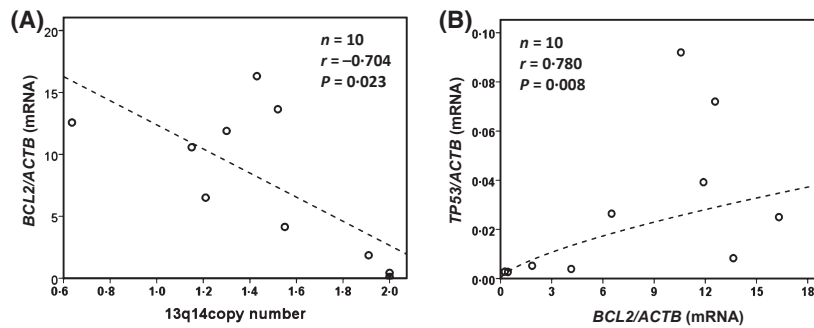 (A)
BCL2/ACTB (mRNA)
20
15
10
5
0
n = 10
r = –0·704
P = 0·023
0·6 0·8 1·0 1·2 1·4 1·6 1·8 2·0
13q14copy number
(B)
TP53/ACTB (mRNA)
0·10
0·08
0·06
0·04
0·02
0·00
n = 10
r = 0·780
P = 0·008
0 3 6 9 12 15 18
BCL2/ACTB (mRNA)